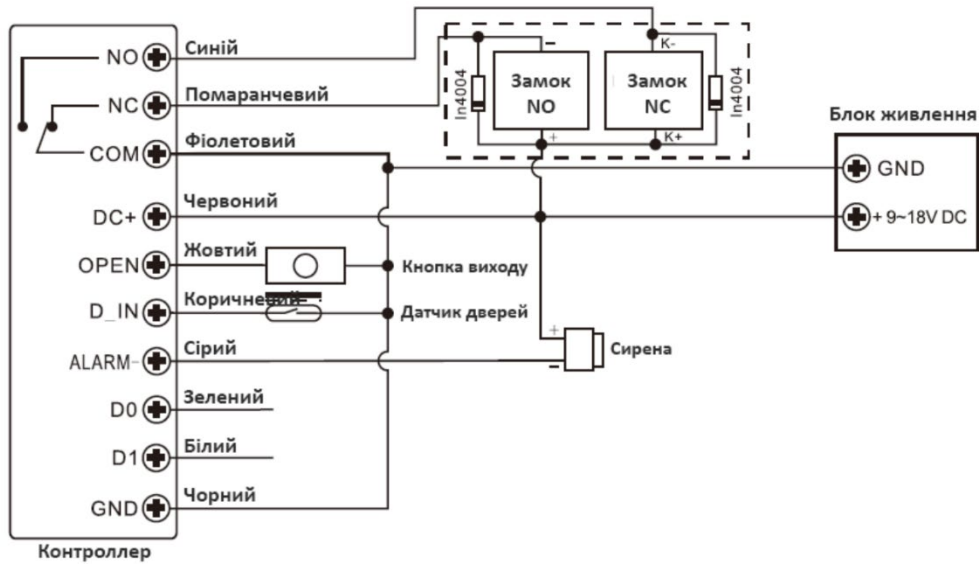 NO
Синій
NC
Помаранчевий
COM
Фіолетовий
DC+
Червоний
OPEN
Жовтий
D_IN
Коричневий
ALARM-
Сірий
D0
Зелений
D1
Білий
GND
Чорний
Контроллер
In4004
−
Замок
NO
+
K-
Замок
NC
K+
In4004
Кнопка виходу
Датчик дверей
+
−
Сирена
Блок живлення
GND
+ 9~18V DC